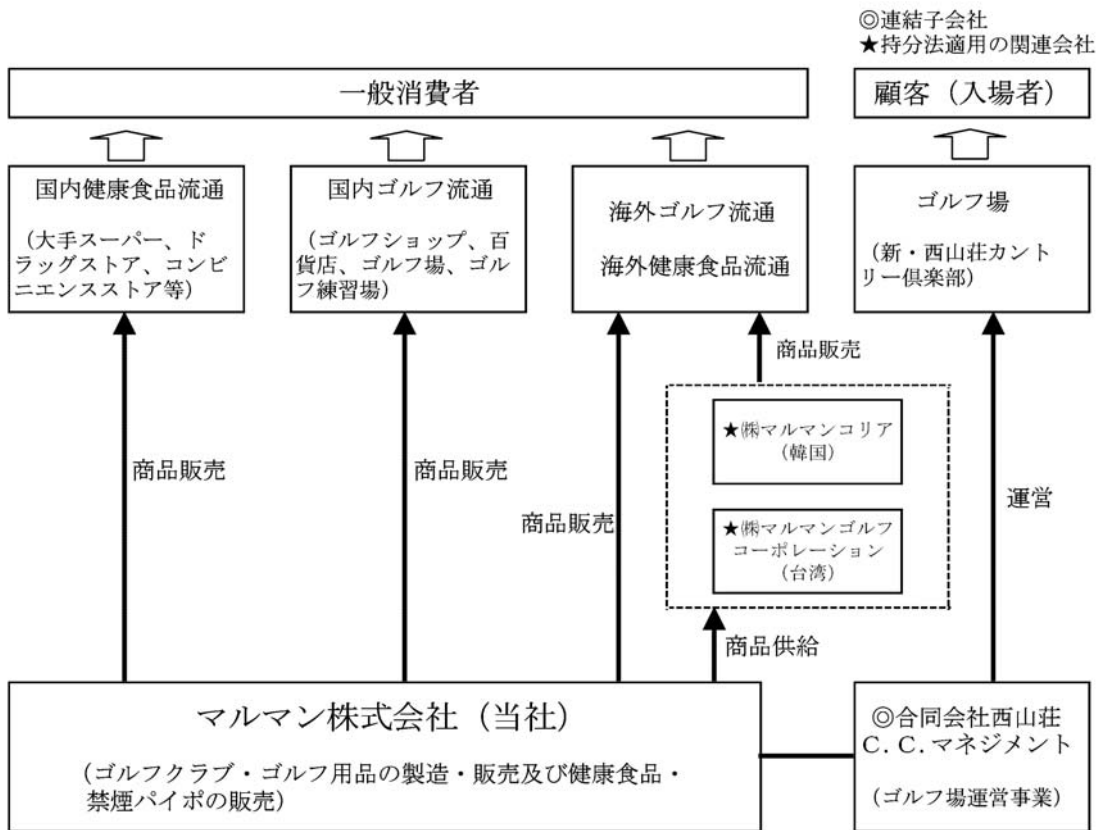 ◎連結子会社
★持分法適用の関連会社
一般消費者
顧客（入場者）
国内健康食品流通
（大手スーパー、ド
ラッグストア、コンビ
ニエンスストア等）
国内ゴルフ流通
（ゴルフショップ、百
貨店、ゴルフ場、ゴル
フ練習場）
海外ゴルフ流通
海外健康食品流通
ゴルフ場
（新・西山荘カント
リー倶楽部）
商品販売
★㈱マルマンコリア
（韓国）
商品販売
商品販売
商品販売
運営
★㈱マルマンゴルフ
コーポレーション
（台湾）
商品供給
マルマン株式会社（当社）
（ゴルフクラブ・ゴルフ用品の製造・販売及び健康食品・
禁煙パイポの販売）
◎合同会社西山荘
Ｃ．Ｃ．マネジメント
（ゴルフ場運営事業）